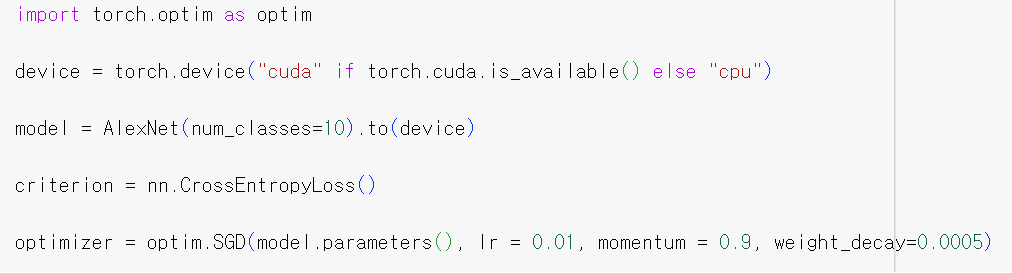 import torch.optim as optim
device = torch.device("cuda" if torch.cuda.is_available() else "cpu")
model = AlexNet(num_classes=10).to(device)
criterion = nn.CrossEntropyLoss()
optimizer = optim.SGD(model.parameters(), lr = 0.01, momentum = 0.9, weight_decay=0.0005)